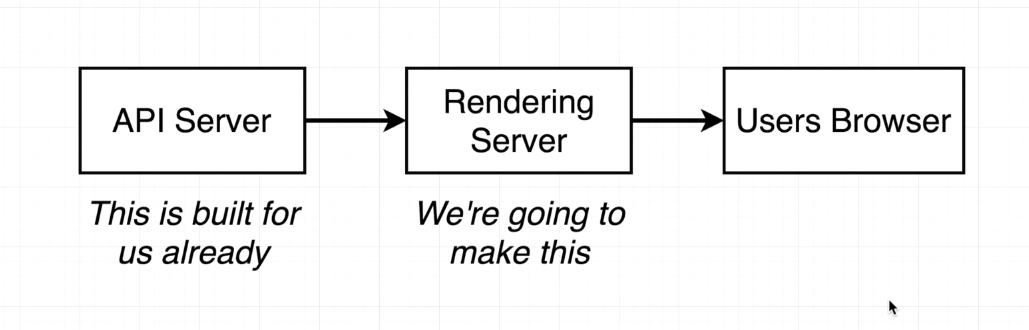 API Server
Rendering
Server
Users Browser
This is built for
us already
We're going to
make this